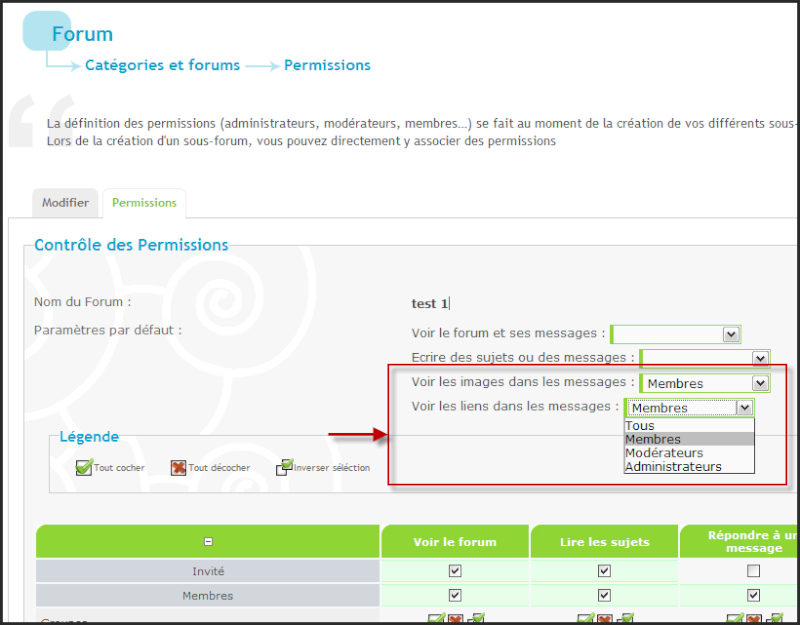 Forum
Catégories et forums Permissions
La définition des permissions (administrateurs, modérateurs, membres...) se fait au moment de la création de vos différents sous-
Lors de la création d'un sous-forum, vous pouvez directement y associer des permissions
Modifier Permissions
Contrôle des Permissions
Nom du Forum : test 1
Paramètres par défaut : Voir le forum et ses messages :
Ecrire des sujets ou des messages :
Voir les images dans les messages : Membres
Voir les liens dans les messages : Membres
Tous
Membres
Modérateurs
Administrateurs
Légende
Tout cocher Tout décocher Inverser séléction
Voir le forum Lire les sujets Répondre à un
message
Invité
Membres